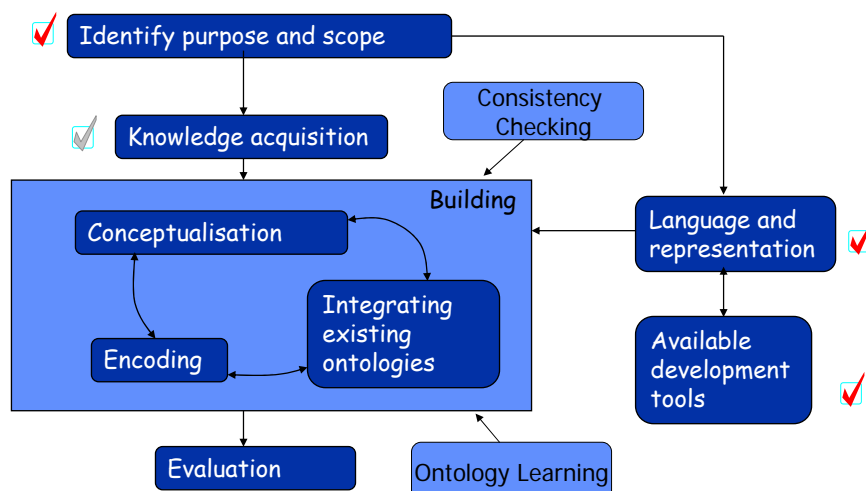 Identify purpose and scope
Consistency
Checking
Knowledge acquisition
Building
Conceptualisation
Language and
representation
Integrating
existing
ontologies
Encoding
Available
development
tools
Evaluation
Ontology Learning